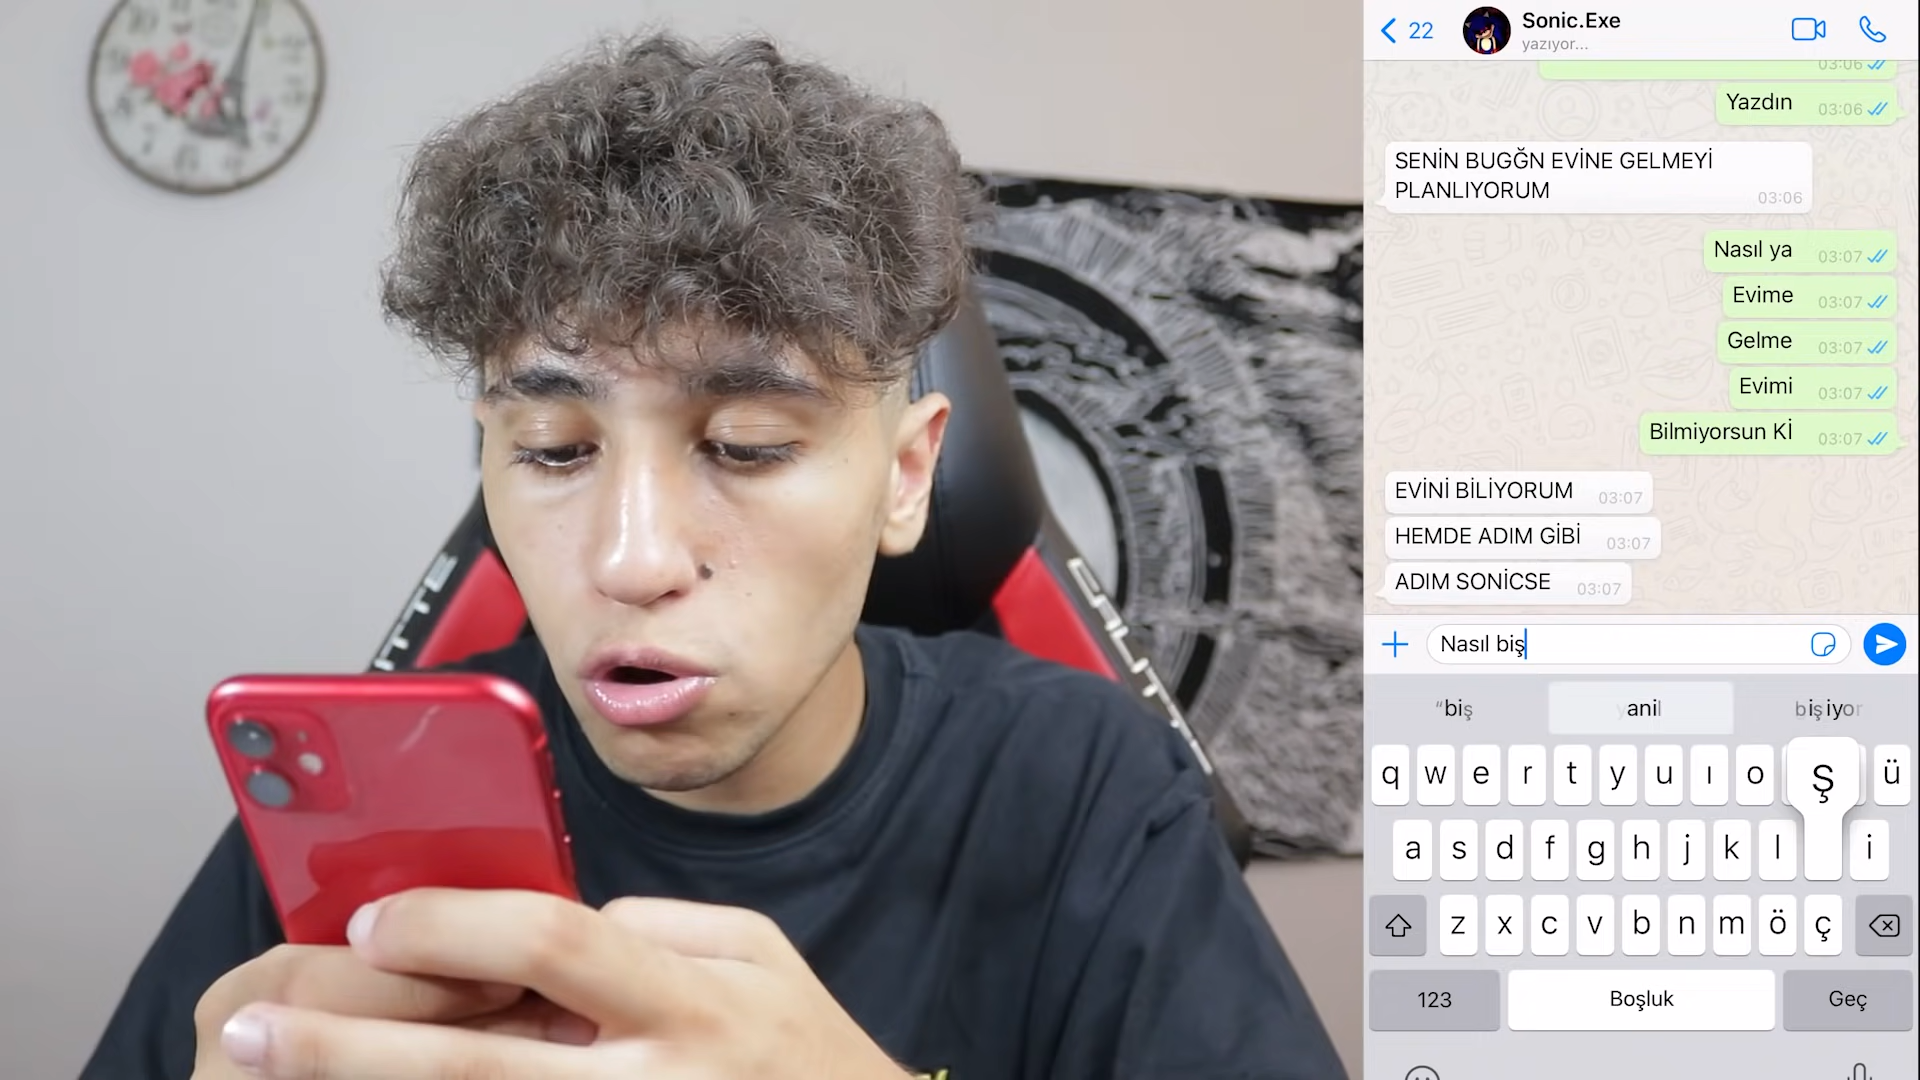 22
Sonic.Exe
yazıyor...
03:06
Yazdın 03:06
SENİN BUGĞN EVİNE GELMEYİ
PLANLIYORUM 03:06
Nasıl ya 03:07
Evime 03:07
Gelme 03:07
Evimi 03:07
Bilmiyorsun Kİ 03:07
EVİNİ BİLİYORUM 03:07
HEMDE ADIM GİBİ 03:07
ADIM SONİCSE 03:07
Nasıl biş
“biş yanil bişiyor
q w e r t y u ı o Ş ü
a s d f g h j k l i
z x c v b n m ö ç
123 Boşluk Geç